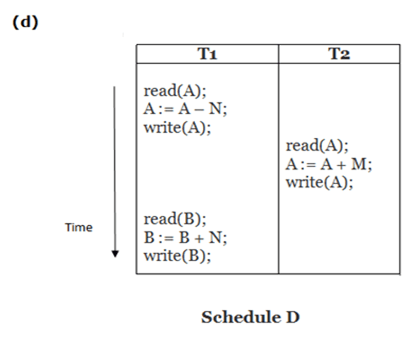 (d)
T1 T2
read(A);
A:= A – N;
write(A);
read(A);
A:= A + M;
write(A);
Time
read(B);
B:= B + N;
write(B);
Schedule D